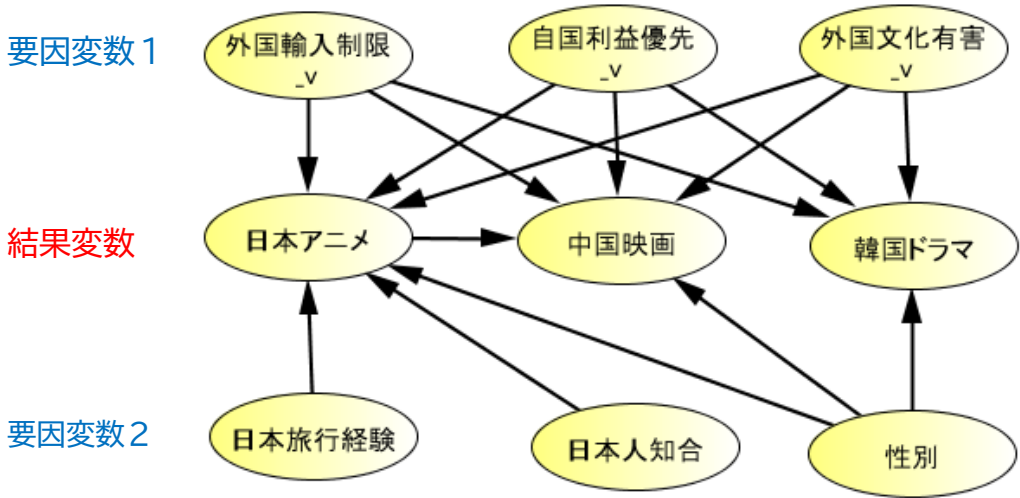 要因変数１
外国輸入制限
_v
自国利益優先
_v
外国文化有害
_v
結果変数
日本アニメ
中国映画
韓国ドラマ
要因変数２
日本旅行経験
日本人知合
性別